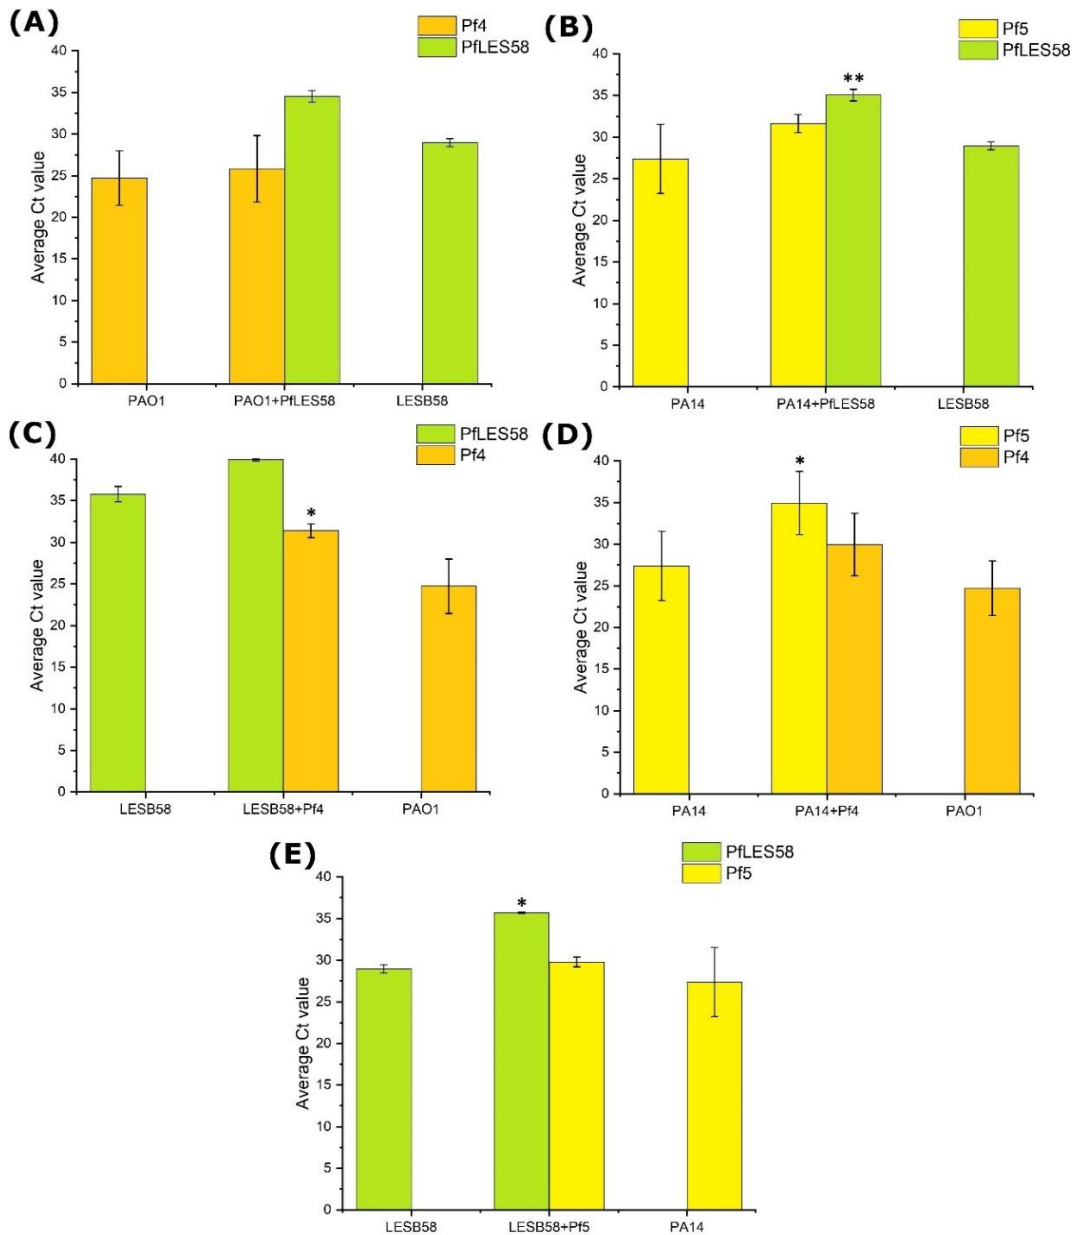 (A)
Pf4
PfLES58
40
35
30
25
20
15
10
5
0
Average Ct value
PAO1
PAO1+PfLES58
LESB58
(B)
Pf5
PfLES58
**
40
35
30
25
20
15
10
5
0
Average Ct value
PA14
PA14+PfLES58
LESB58
(C)
PfLES58
Pf4
*
40
35
30
25
20
15
10
5
0
Average Ct value
LESB58
LESB58+Pf4
PAO1
(D)
Pf5
Pf4
*
40
35
30
25
20
15
10
5
0
Average Ct value
PA14
PA14+Pf4
PAO1
(E)
PfLES58
Pf5
*
40
35
30
25
20
15
10
5
0
Average Ct value
LESB58
LESB58+Pf5
PA14